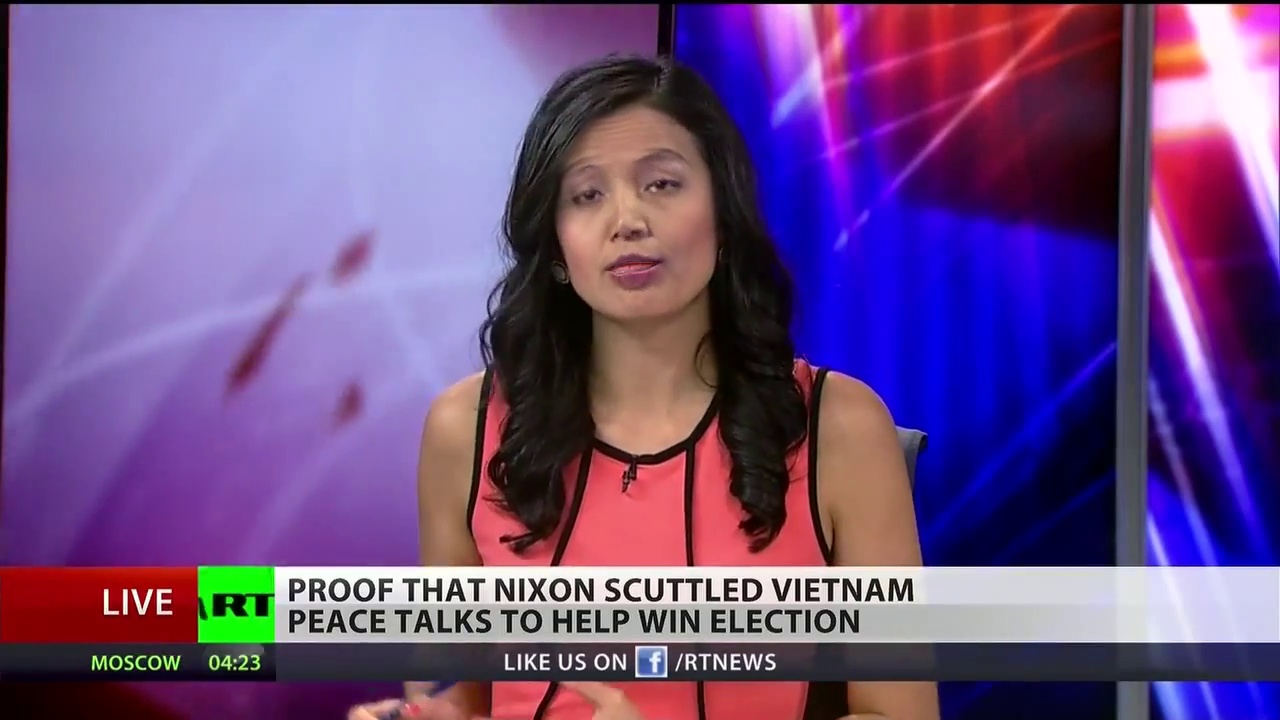 PROOF THAT NIXON SCUTTLED VIETNAM
PEACE TALKS TO HELP WIN ELECTION
LIVE
RT
MOSCOW 04:23
LIKE US ON f /RTNEWS